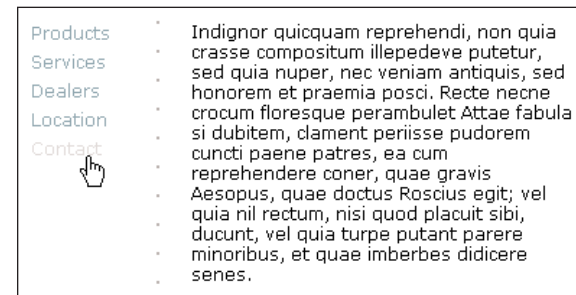 Products
Services
Dealers
Location
Contact
Indignor quicquam reprehendi, non quia
crasse compositum illepedeve putetur,
sed quia nuper, nec veniam antiquis, sed
honorem et praemia posci. Recte necne
crocum floresque perambulet Attae fabula
si dubitem, clament periisse pudorem
cuncti paene patres, ea cum
reprehendere coner, quae gravis
Aesopus, quae doctus Roscius egit; vel
quia nil rectum, nisi quod placuit sibi,
ducunt, vel quia turpe putant parere
minoribus, et quae imberbes didicere
senes.